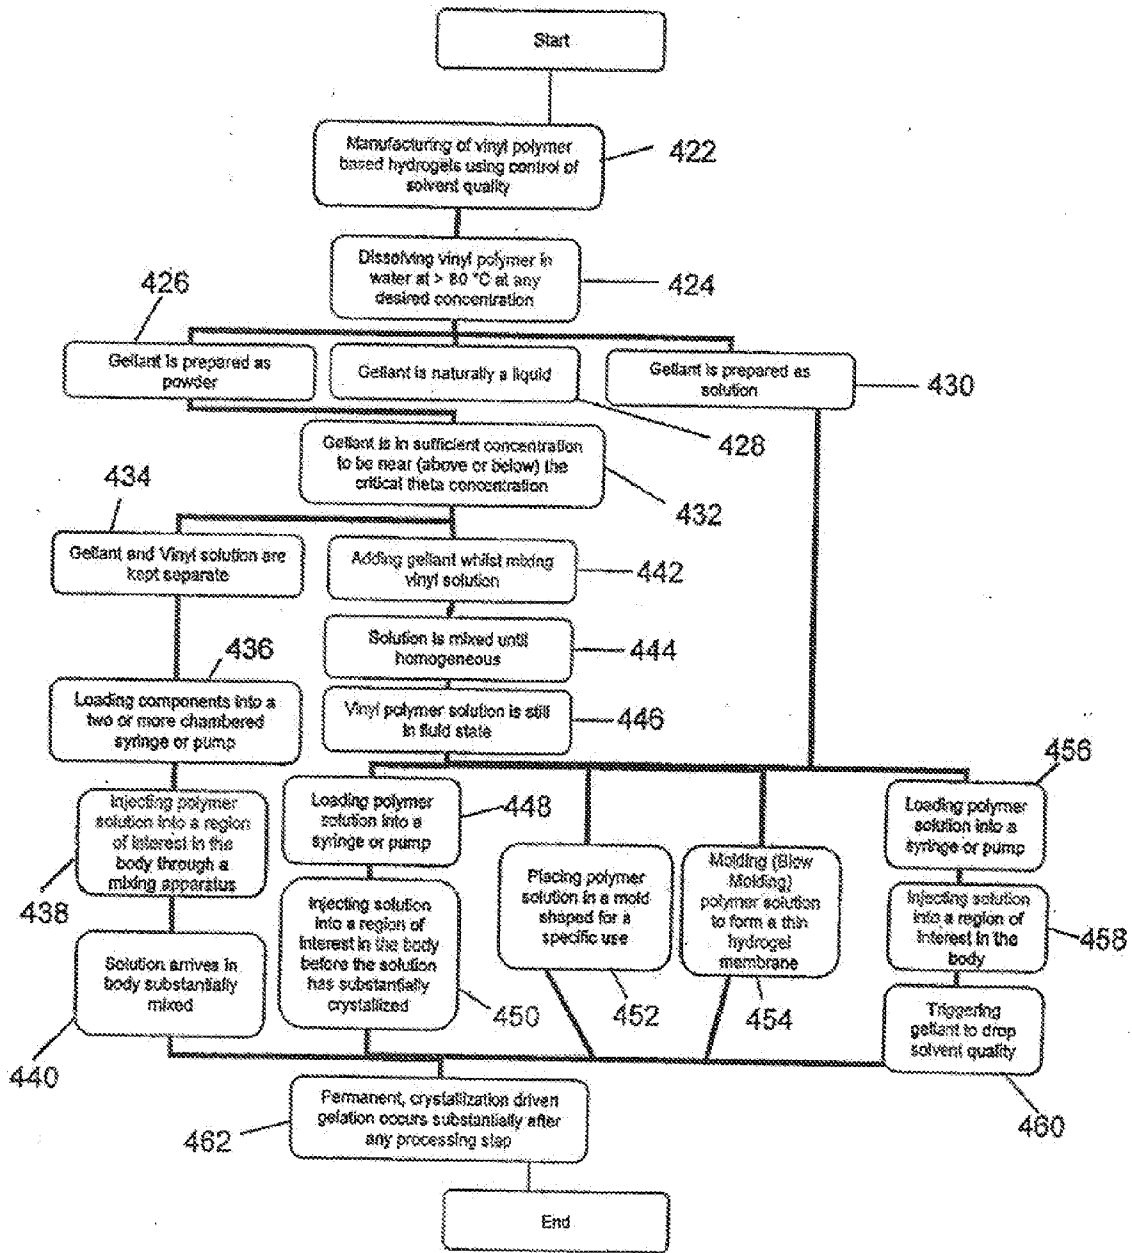 Start
Manufacturing of vinyl polymer
based hydrogels using control of
solvent quality
422
Dissolving vinyl polymer in
water at > 80 °C at any
desired concentration
424
426
Gellant is prepared as
powder
Gellant is naturally a liquid
428
Gellant is prepared as
solution
430
Gellant is in sufficient concentration
to be near (above or below) the
critical theta concentration
432
434
Gellant and Vinyl solution are
kept separate
Adding gellant whilst mixing
vinyl solution
442
Solution is mixed until
homogeneous
444
436
Loading components into a
two or more chambered
syringe or pump
Vinyl polymer solution is still
in fluid state
446
Injecting polymer
solution into a region
of interest in the
body through a
mixing apparatus
438
Loading polymer
solution into a
syringe or pump
448
456
Loading polymer
solution into a
syringe or pump
Placing polymer
solution in a mold
shaped for a
specific use
452
Molding (Blow
Molding)
polymer solution
to form a thin
hydrogel
membrane
454
Injecting solution
into a region of
interest in the body
before the solution
has substantially
crystallized
450
Injecting solution
into a region of
interest in the
body
458
Solution arrives in
body substantially
mixed
440
Triggering
gellant to drop
solvent quality
460
Permanent, crystallization driven
gelation occurs substantially after
any processing step
462
End